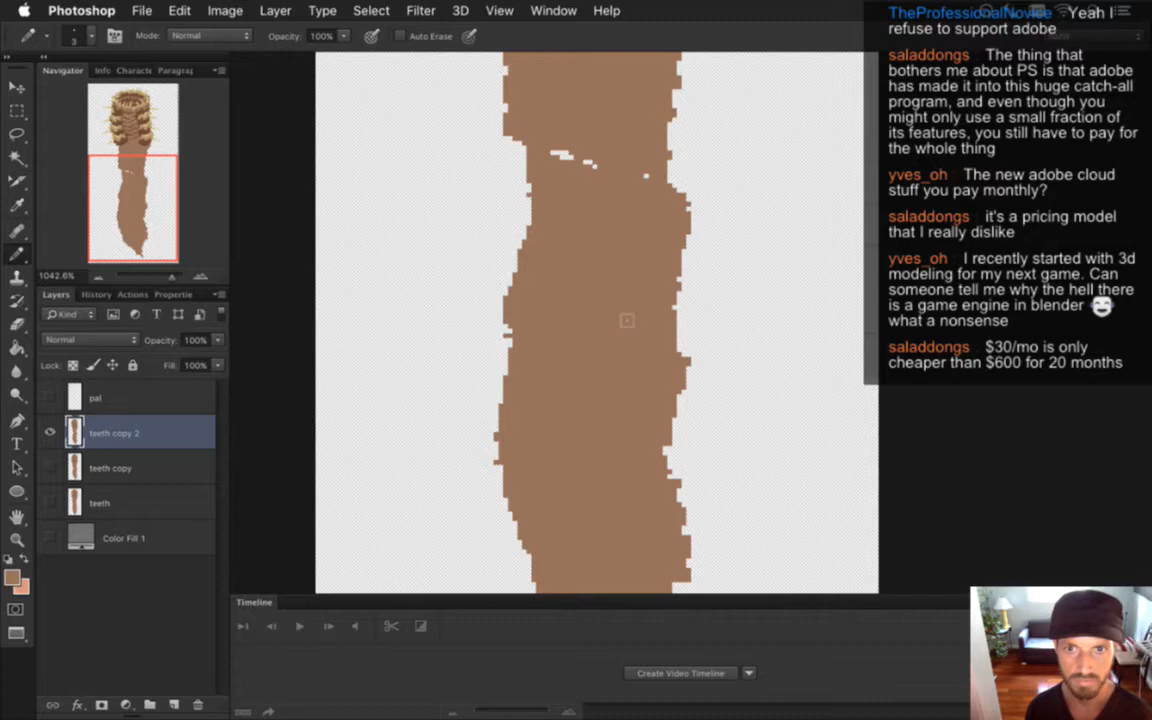 Photoshop File Edit Image Layer Type Select Filter 3D View Window Help
3 Mode: Normal Opacity: 100% Auto Erase
Navigator Info Characte Paragraj
1042.6%
Layers History Actions Propertie
Kind
Normal Opacity: 100%
Lock: Fill: 100%
pal
teeth copy 2
teeth copy
teeth
Color Fill 1
Timeline
Create Video Timeline
TheProfessionalNovice Yeah I
refuse to support adobe
saladdongs The thing that
bothers me about PS is that adobe
has made it into this huge catch-all
program, and even though you
might only use a small fraction of
its features, you still have to pay for
the whole thing
yves_oh The new adobe cloud
stuff you pay monthly?
saladdongs it's a pricing model
that I really dislike
yves_oh I recently started with 3d
modeling for my next game. Can
someone tell me why the hell there
is a game engine in blender
what a nonsense
saladdongs $30/mo is only
cheaper than $600 for 20 months